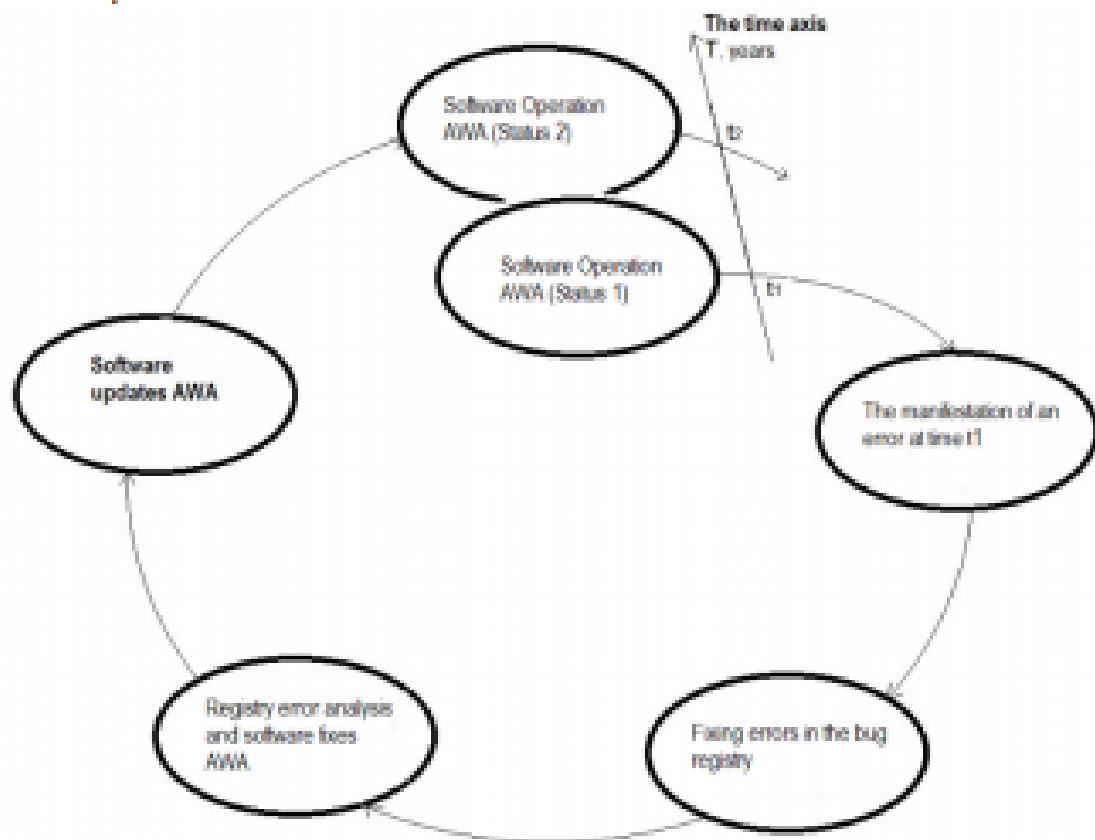 The time axis
T, years
Software Operation
AWA (Status 2)
t2
Software Operation
AWA (Status 1)
t1
The manifestation of an
error at time t1
Software
updates AWA
Registry error analysis
and software fixes
AWA
Fixing errors in the bug
registry